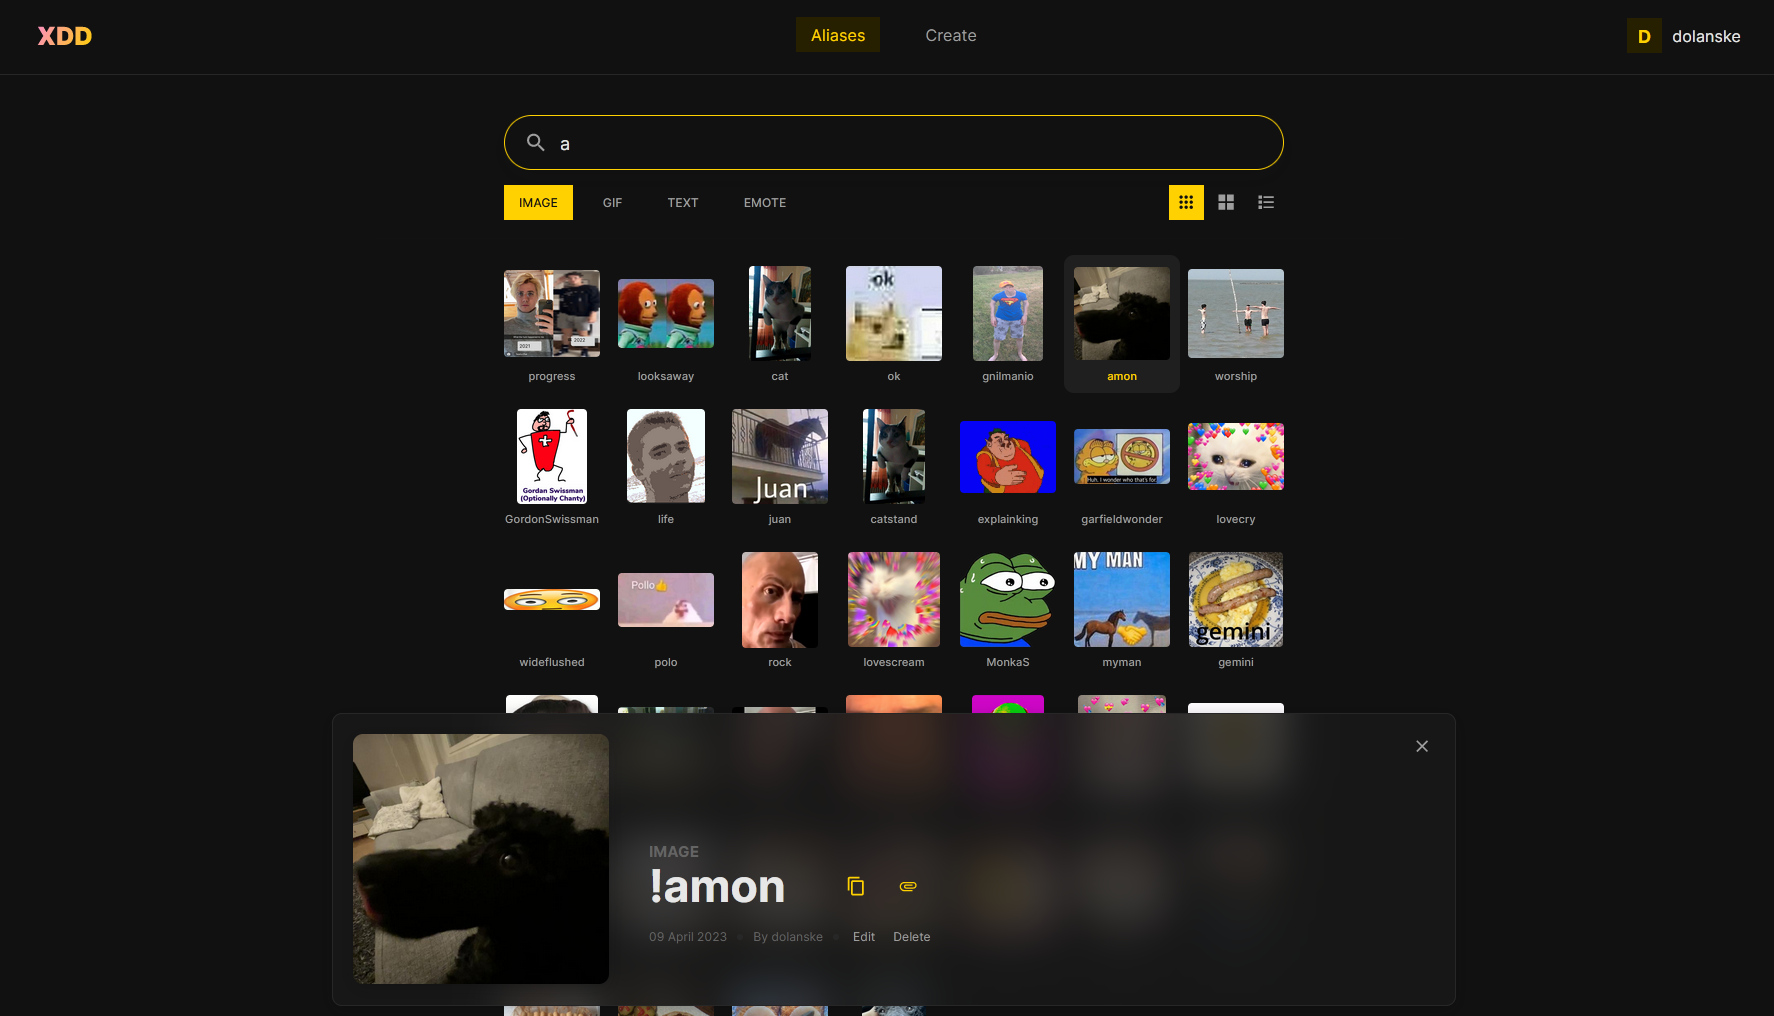 XDD
Aliases
Create
D
dolanske
a
IMAGE
GIF
TEXT
EMOTE
2021
2022
ok
progress
looksaway
cat
ok
gnilmanio
amon
worship
Gordan Swissman
(Optionally Chanty)
Juan
Huh, I wonder who that's for.
GordonSwissman
life
juan
catstand
explainking
garfieldwonder
lovecry
Pollo👍
MY MAN
gemini
wideflushed
polo
rock
lovescream
MonkaS
myman
gemini
IMAGE
!amon
09 April 2023 • By dolanske • Edit Delete